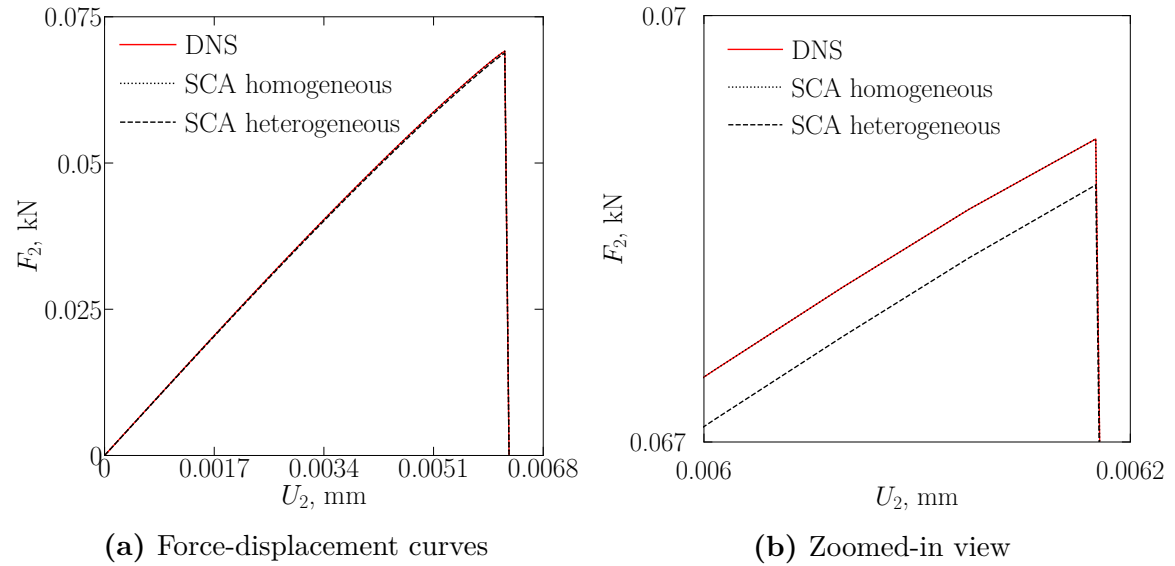 0.075
DNS
SCA homogeneous
SCA heterogeneous
0.05
F2, kN
0.025
0
0 0.0017 0.0034 0.0051 0.0068
U2, mm
(a) Force-displacement curves
0.07
DNS
SCA homogeneous
SCA heterogeneous
F2, kN
0.067
0.006 0.0062
U2, mm
(b) Zoomed-in view